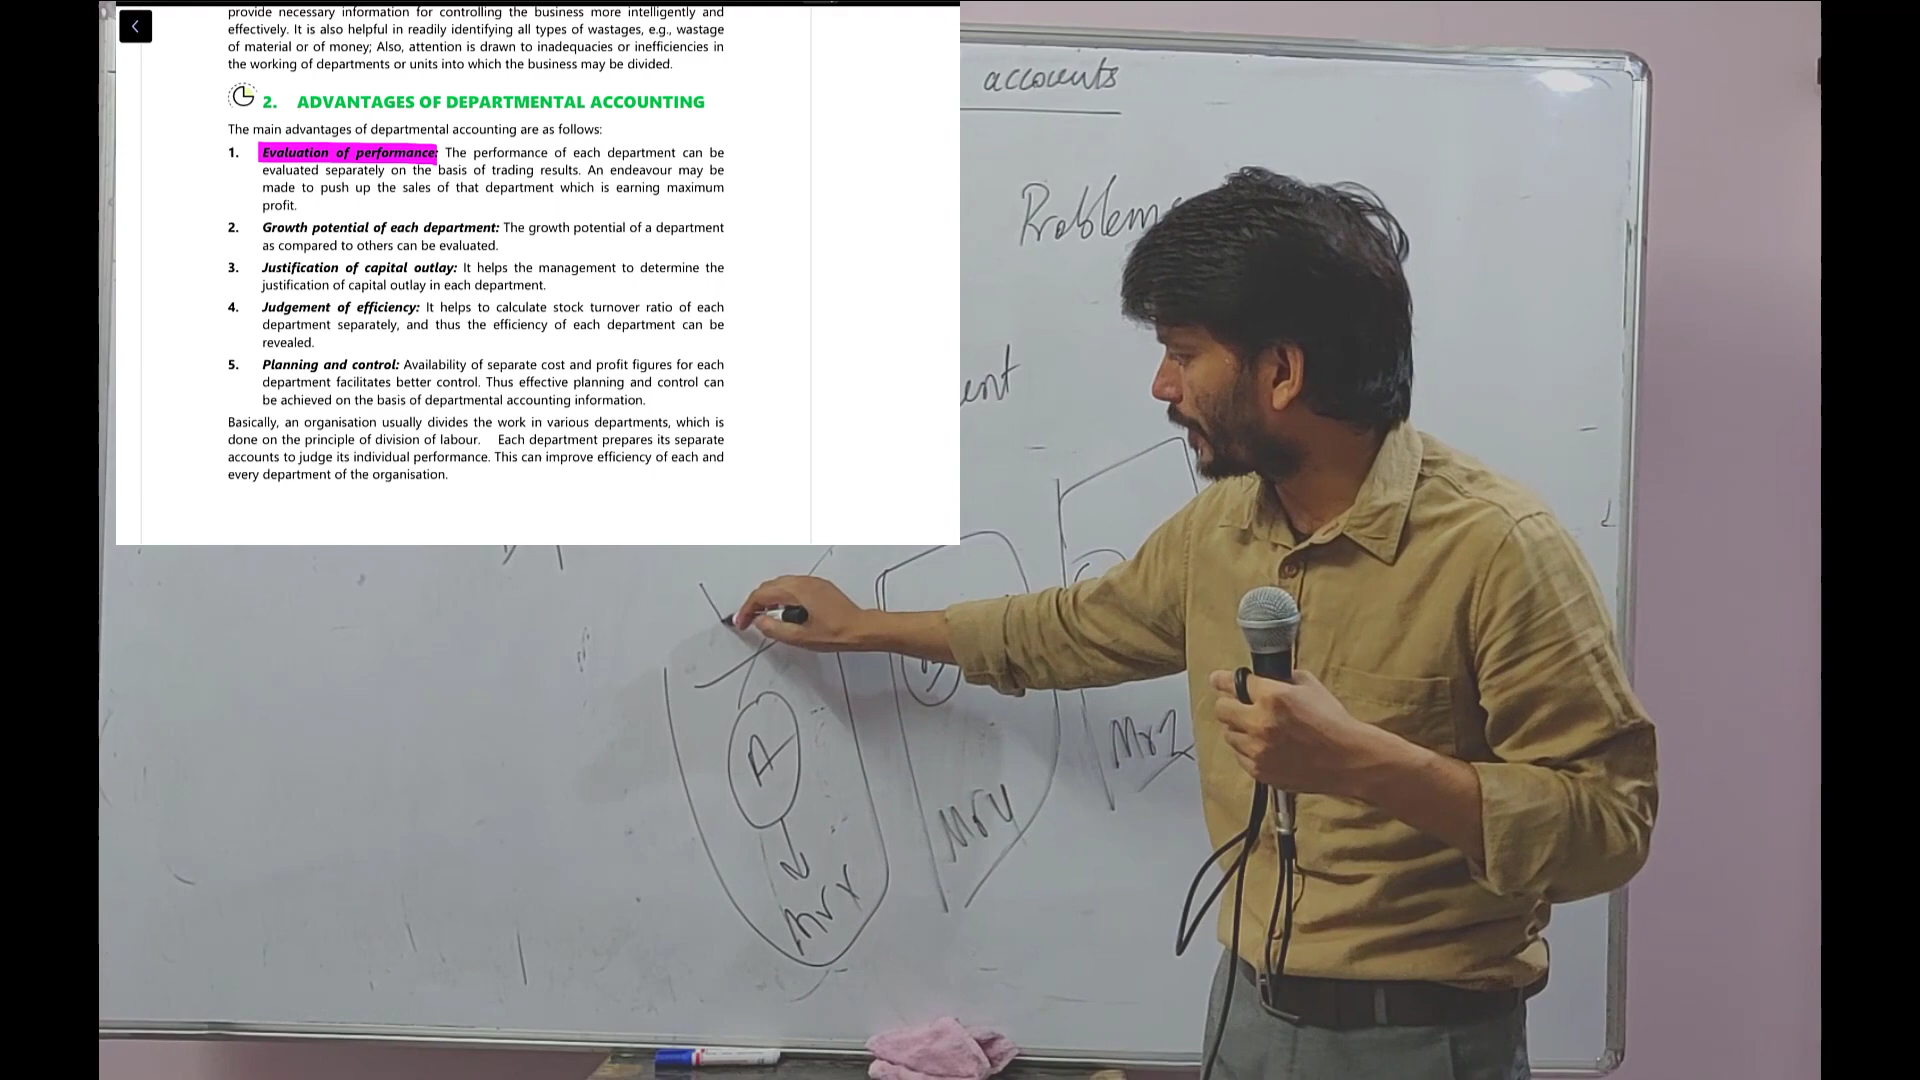 provide necessary information for controlling the business more intelligently and
effectively. It is also helpful in readily identifying all types of wastages, e.g., wastage
of material or of money; Also, attention is drawn to inadequacies or inefficiencies in
the working of departments or units into which the business may be divided.
2. ADVANTAGES OF DEPARTMENTAL ACCOUNTING
The main advantages of departmental accounting are as follows:
1. Evaluation of performance: The performance of each department can be
evaluated separately on the basis of trading results. An endeavour may be
made to push up the sales of that department which is earning maximum
profit.
2. Growth potential of each department: The growth potential of a department
as compared to others can be evaluated.
3. Justification of capital outlay: It helps the management to determine the
justification of capital outlay in each department.
4. Judgement of efficiency: It helps to calculate stock turnover ratio of each
department separately, and thus the efficiency of each department can be
revealed.
5. Planning and control: Availability of separate cost and profit figures for each
department facilitates better control. Thus effective planning and control can
be achieved on the basis of departmental accounting information.
Basically, an organisation usually divides the work in various departments, which is
done on the principle of division of labour. Each department prepares its separate
accounts to judge its individual performance. This can improve efficiency of each and
every department of the organisation.
accounts
Problem
ent
A
Mr X
Mr Y
Mr Z